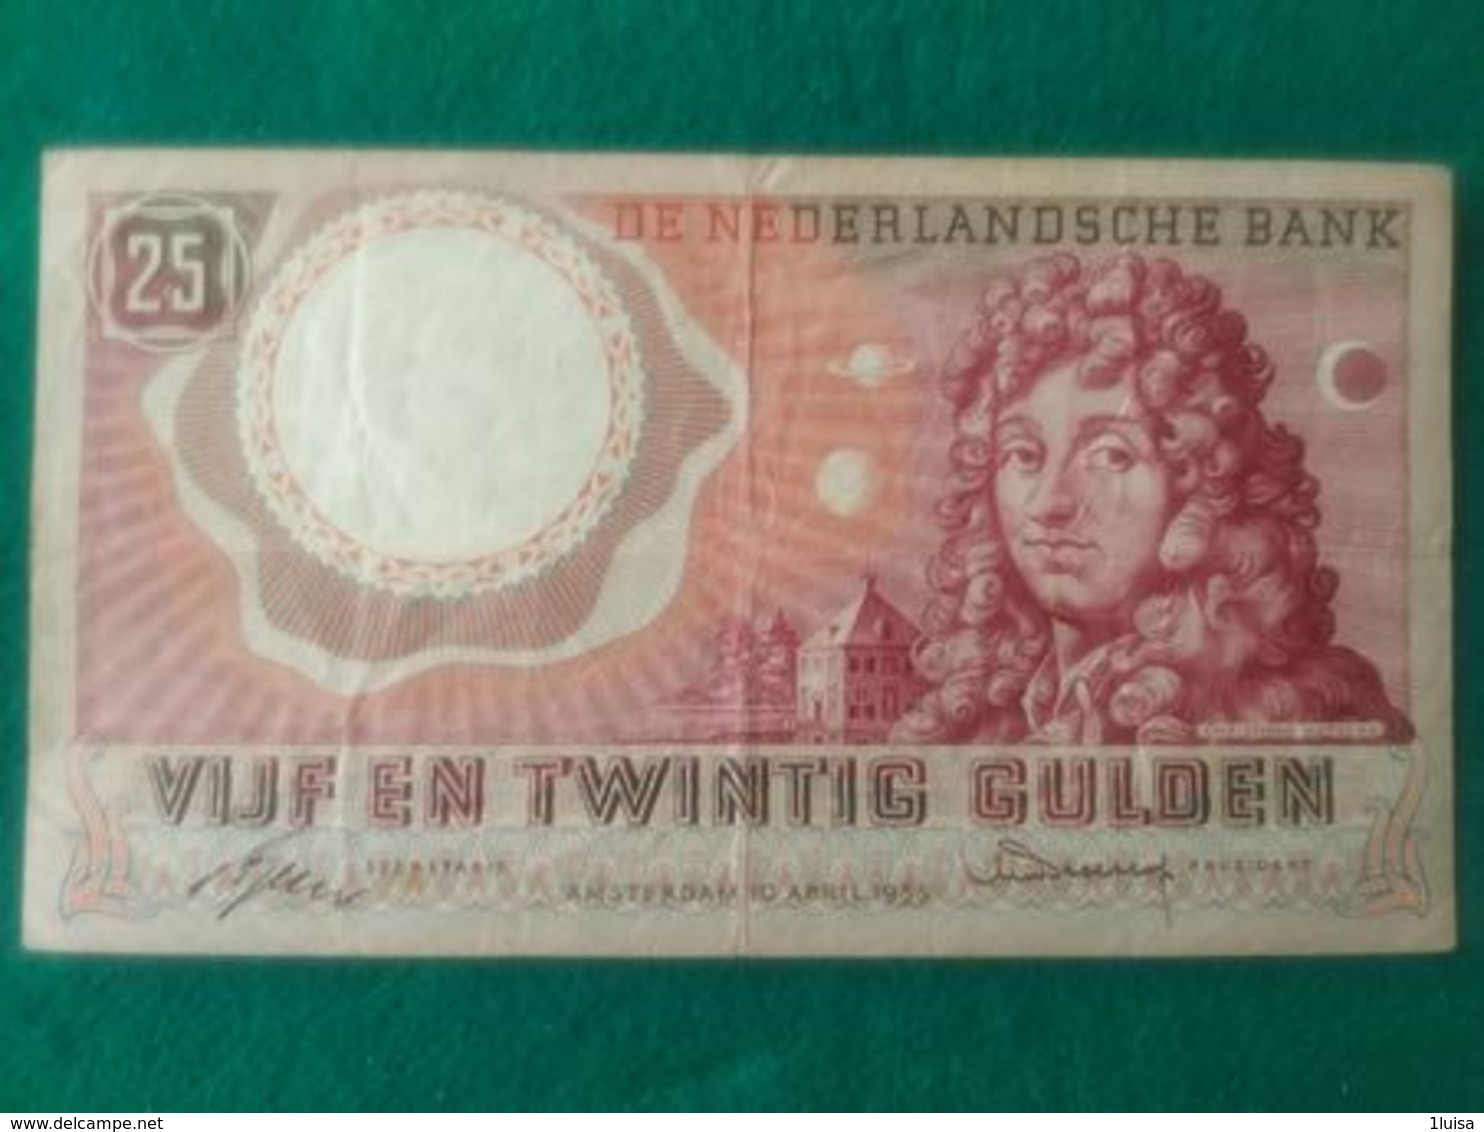 25
DE NEDERLANDSCHE BANK
VIJF EN TWINTIG GULDEN
SECRETARIS
PRESIDENT
AMSTERDAM 10 APRIL 1955
www.delcampe.net
1luisa